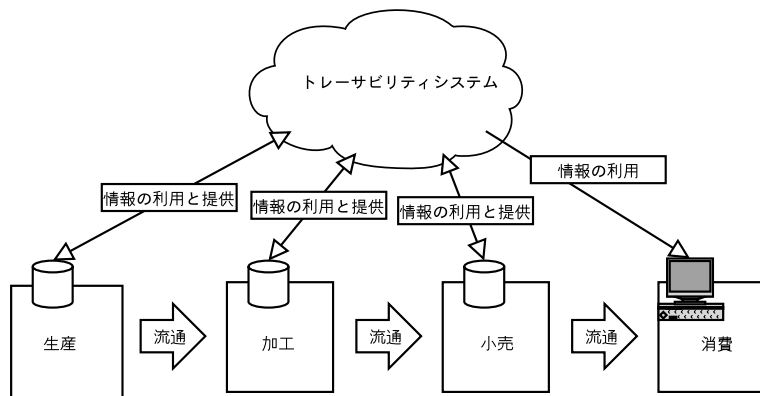 トレーサビリティシステム
情報の利用
情報の利用と提供
情報の利用と提供
情報の利用と提供
生産
流通
加工
流通
小売
流通
消費